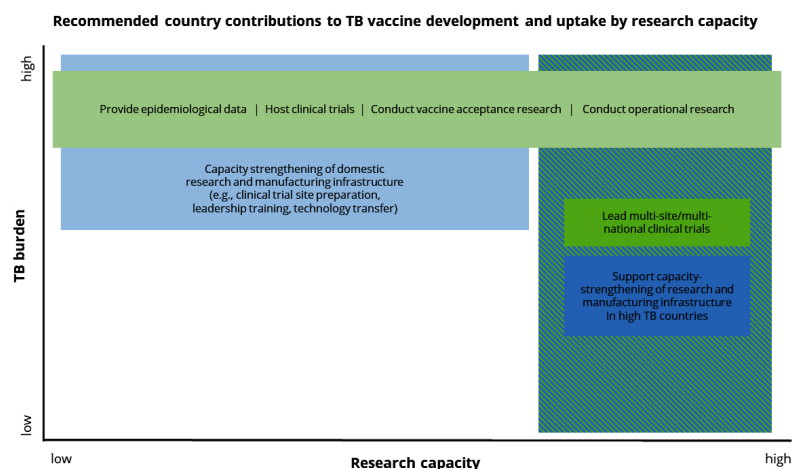 Recommended country contributions to TB vaccine development and uptake by research capacity
high
Provide epidemiological data | Host clinical trials | Conduct vaccine acceptance research | Conduct operational research
Capacity strengthening of domestic
research and manufacturing infrastructure
(e.g., clinical trial site preparation,
leadership training, technology transfer)
Lead multi-site/multi-
national clinical trials
TB burden
Support capacity-
strengthening of research and
manufacturing infrastructure
in high TB countries
low
low
Research capacity
high